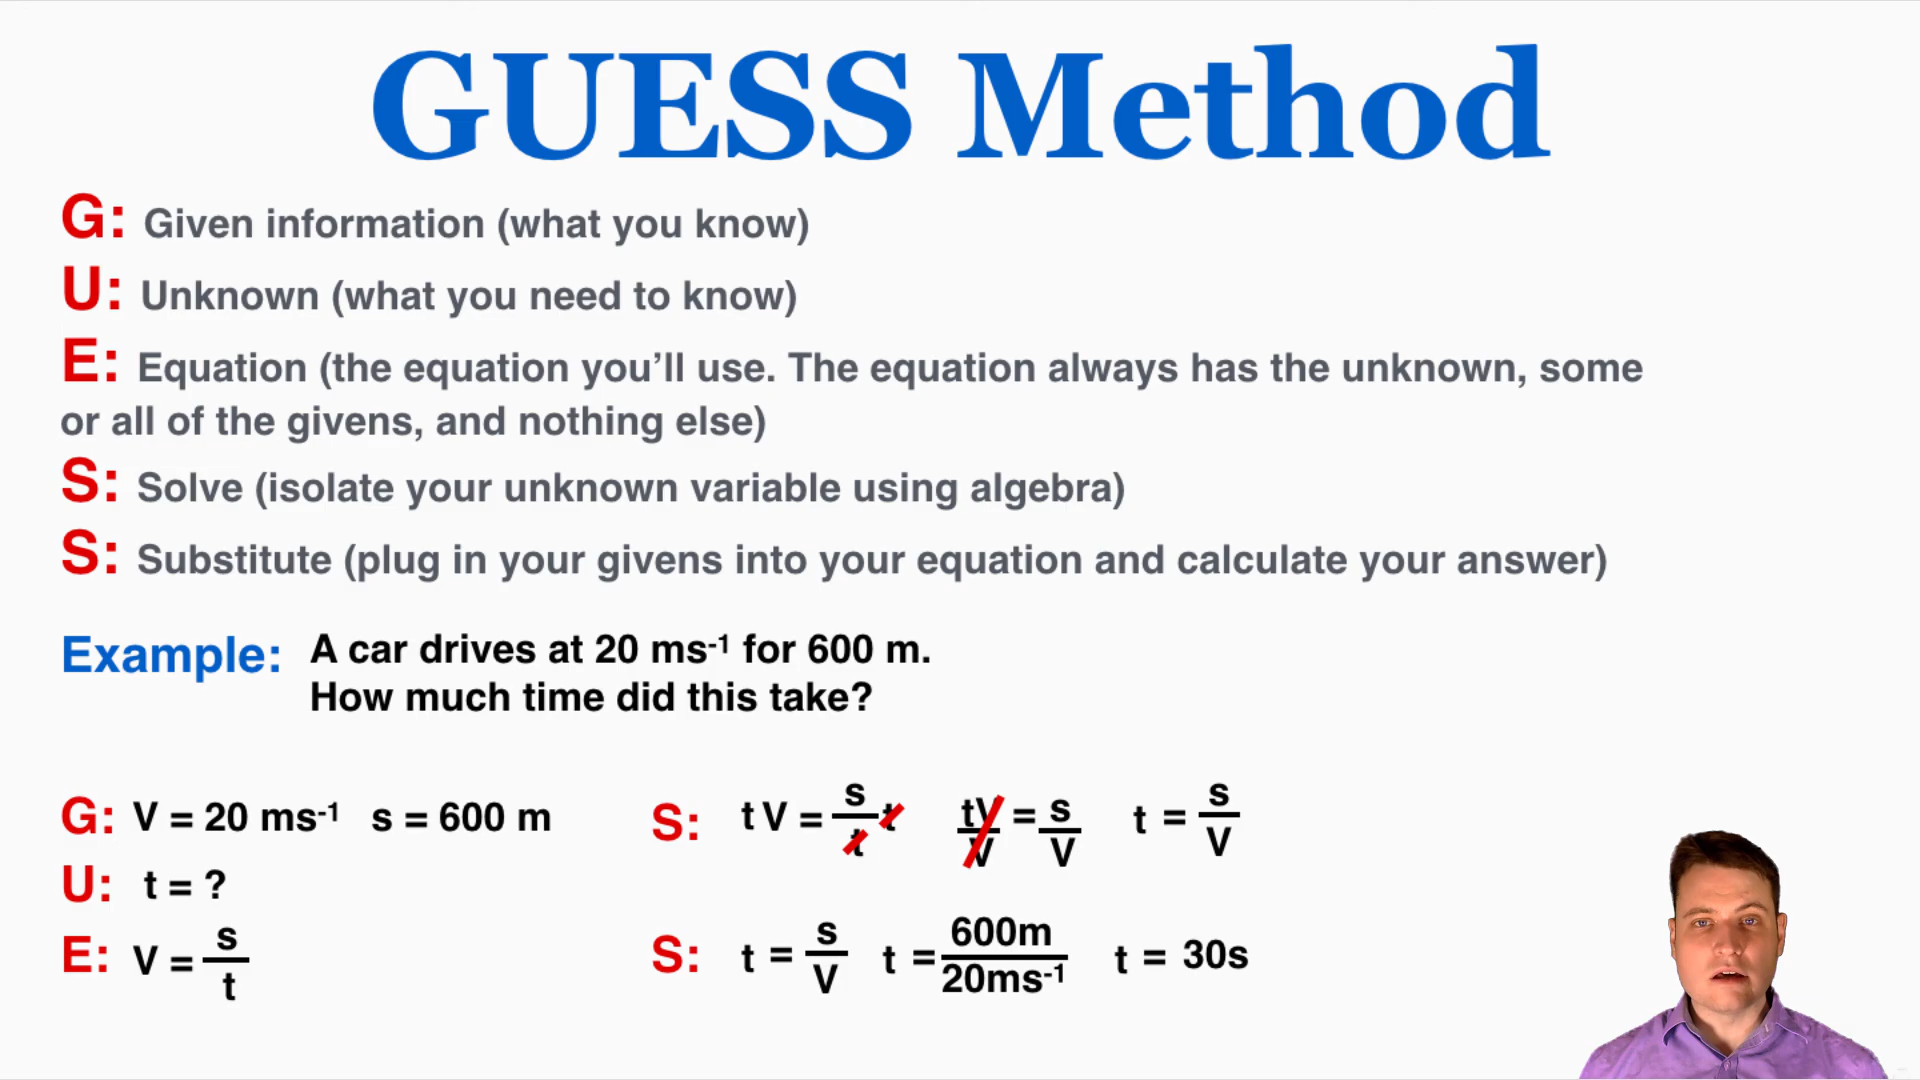 GUESS Method
G: Given information (what you know)
U: Unknown (what you need to know)
E: Equation (the equation you’ll use. The equation always has the unknown, some
or all of the givens, and nothing else)
S: Solve (isolate your unknown variable using algebra)
S: Substitute (plug in your givens into your equation and calculate your answer)
Example: A car drives at 20 ms⁻¹ for 600 m.
How much time did this take?
G: V = 20 ms⁻¹ s = 600 m
U: t = ?
E: V = s/t
S: t V = s/t t tV/V = s/V t = s/V
S: t = s/V t = 600m/20ms⁻¹ t = 30s